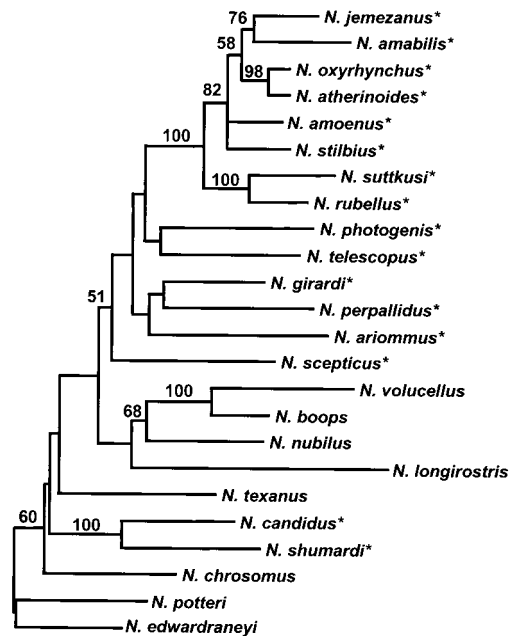 76
N. jemezanus*
58
N. amabilis*
98
N. oxyrhynchus*
82
N. atherinoides*
N. amoenus*
100
N. stilbius*
100
N. suttkusi*
N. rubellus*
N. photogenis*
N. telescopus*
N. girardi*
51
N. perpallidus*
N. ariommus*
N. scepticus*
100
N. volucellus
68
N. boops
N. nubilus
N. longirostris
N. texanus
60
100
N. candidus*
N. shumardi*
N. chrosomus
N. potteri
N. edwardraneyi